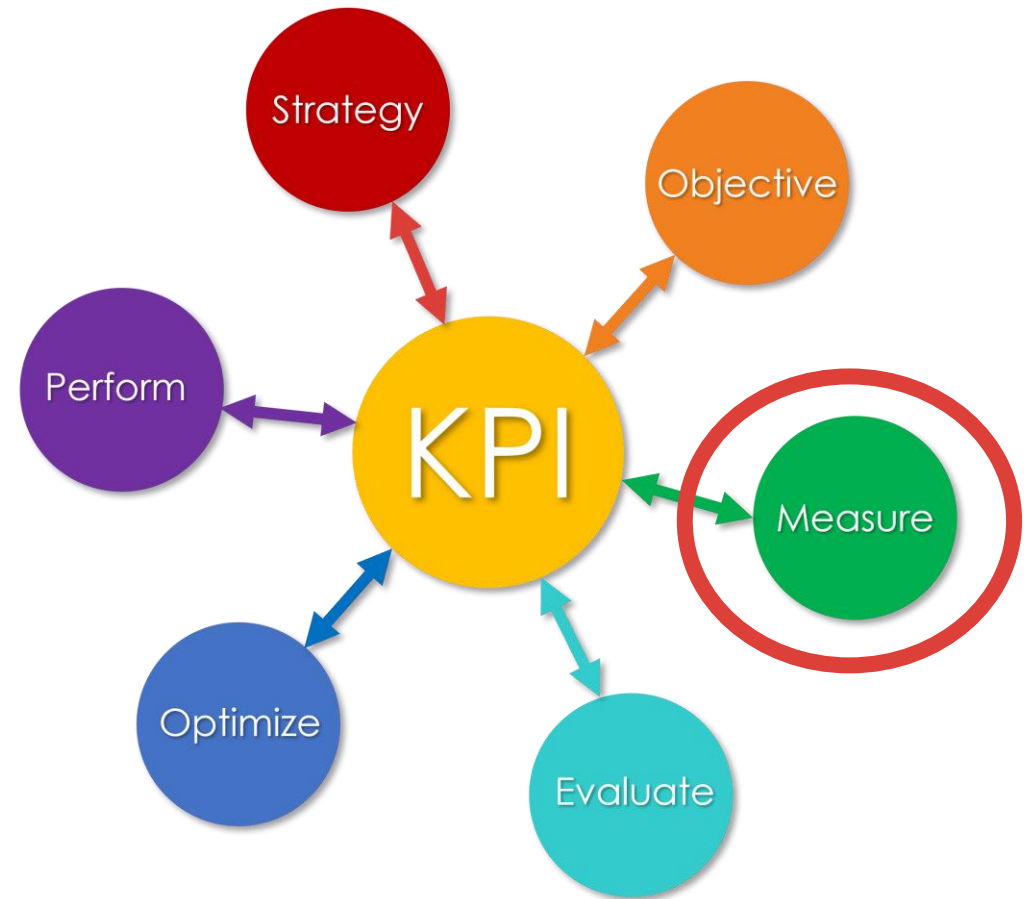 Strategy
Objective
Perform
KPI
Measure
Optimize
Evaluate